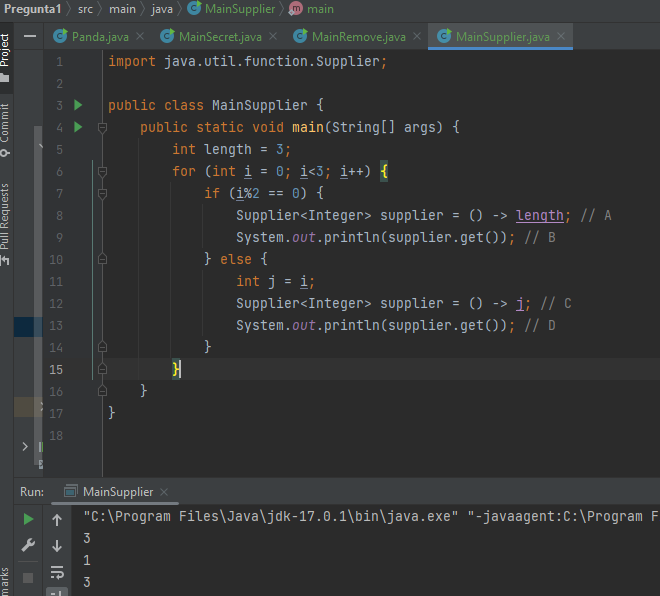 Pregunta1 > src > main > java > MainSupplier > main
Project
Panda.java × MainSecret.java × MainRemove.java × MainSupplier.java ×
1 import java.util.function.Supplier;
2
3 public class MainSupplier {
4 public static void main(String[] args) {
5 int length = 3;
6 for (int i = 0; i<3; i++) {
7 if (i%2 == 0) {
8 Supplier<Integer> supplier = () -> length; // A
9 System.out.println(supplier.get()); // B
10 } else {
11 int j = i;
12 Supplier<Integer> supplier = () -> j; // C
13 System.out.println(supplier.get()); // D
14 }
15 }
16 }
17 }
18
Commit
Pull Requests
Run: MainSupplier ×
"C:\Program Files\Java\jdk-17.0.1\bin\java.exe" "-javaagent:C:\Program F
3
1
3